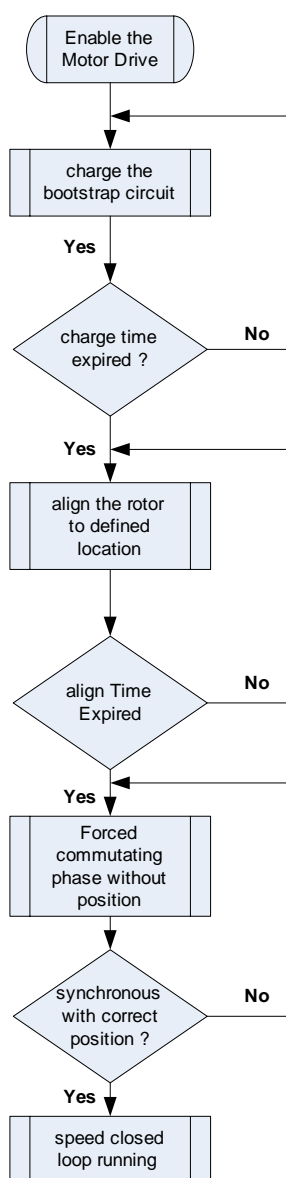 Enable the
Motor Drive
charge the
bootstrap circuit
Yes
charge time
expired ?
No
Yes
align the rotor
to defined
location
align Time
Expired
No
Yes
Forced
commutating
phase without
position
synchronous
with correct
position ?
No
Yes
speed closed
loop running